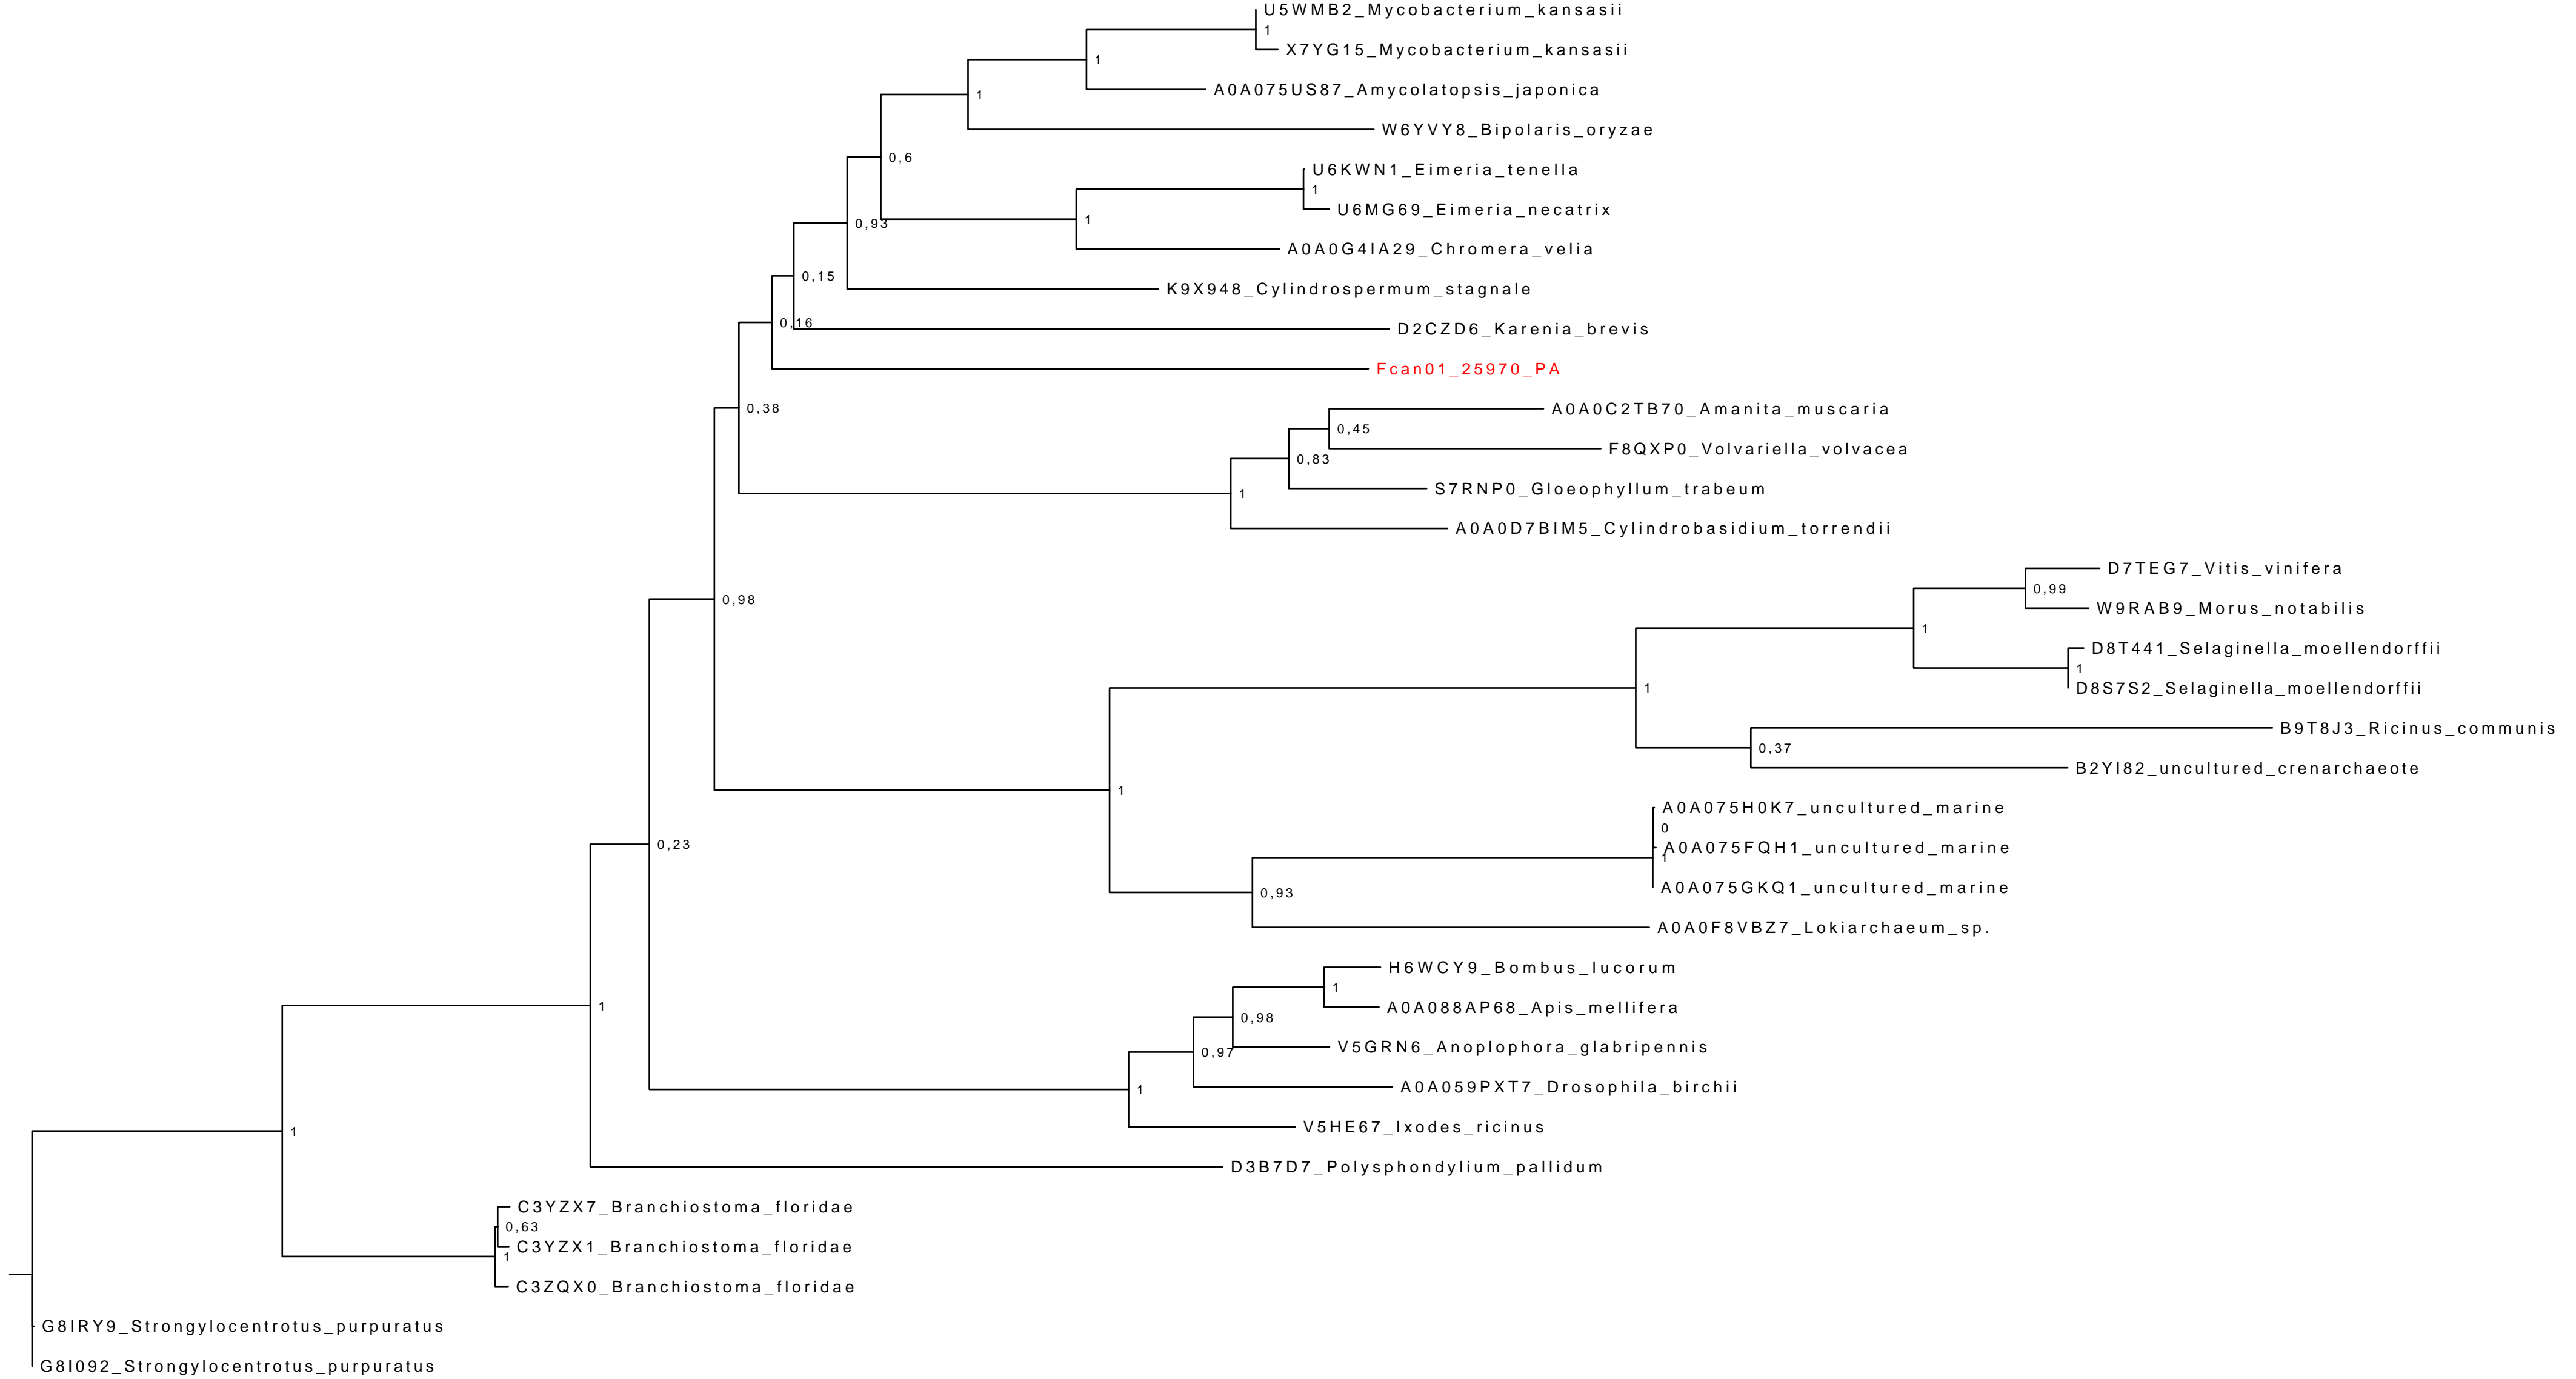 U5WMB2_Mycobacterium_kansasii
1
X7YG15_Mycobacterium_kansasii
1
A0A075US87_Amycolatopsis_japonica
1
W6YVY8_Bipolaris_oryzae
0,6
U6KWN1_Eimeria_tenella
1
U6MG69_Eimeria_necatrix
1
0,93
A0A0G4IA29_Chromera_velia
0,15
K9X948_Cylindrospermum_stagnale
0,16
D2CZD6_Karenia_brevis
Fcan01_25970_PA
0,38
A0A0C2TB70_Amanita_muscaria
0,45
F8QXP0_Volvariella_volvacea
0,83
S7RNP0_Gloeophyllum_trabeum
1
A0A0D7BIM5_Cylindrobasidium_torrendii
D7TEG7_Vitis_vinifera
0,99
0,98
W9RAB9_Morus_notabilis
1
D8T441_Selaginella_moellendorffii
1
D8S7S2_Selaginella_moellendorffii
1
B9T8J3_Ricinus_communis
0,37
B2YI82_uncultured_crenarchaeote
1
A0A075H0K7_uncultured_marine
0
0,23
A0A075FQH1_uncultured_marine
1
A0A075GKQ1_uncultured_marine
0,93
A0A0F8VBZ7_Lokiarchaeum_sp.
H6WCY9_Bombus_lucorum
1
1
A0A088AP68_Apis_mellifera
0,98
V5GRN6_Anoplophora_glabripennis
0,97
A0A059PXT7_Drosophila_birchii
1
V5HE67_Ixodes_ricinus
1
D3B7D7_Polysphondylium_pallidum
C3YZX7_Branchiostoma_floridae
0,63
C3YZX1_Branchiostoma_floridae
1
C3ZQX0_Branchiostoma_floridae
G8IRY9_Strongylocentrotus_purpuratus
G8I092_Strongylocentrotus_purpuratus